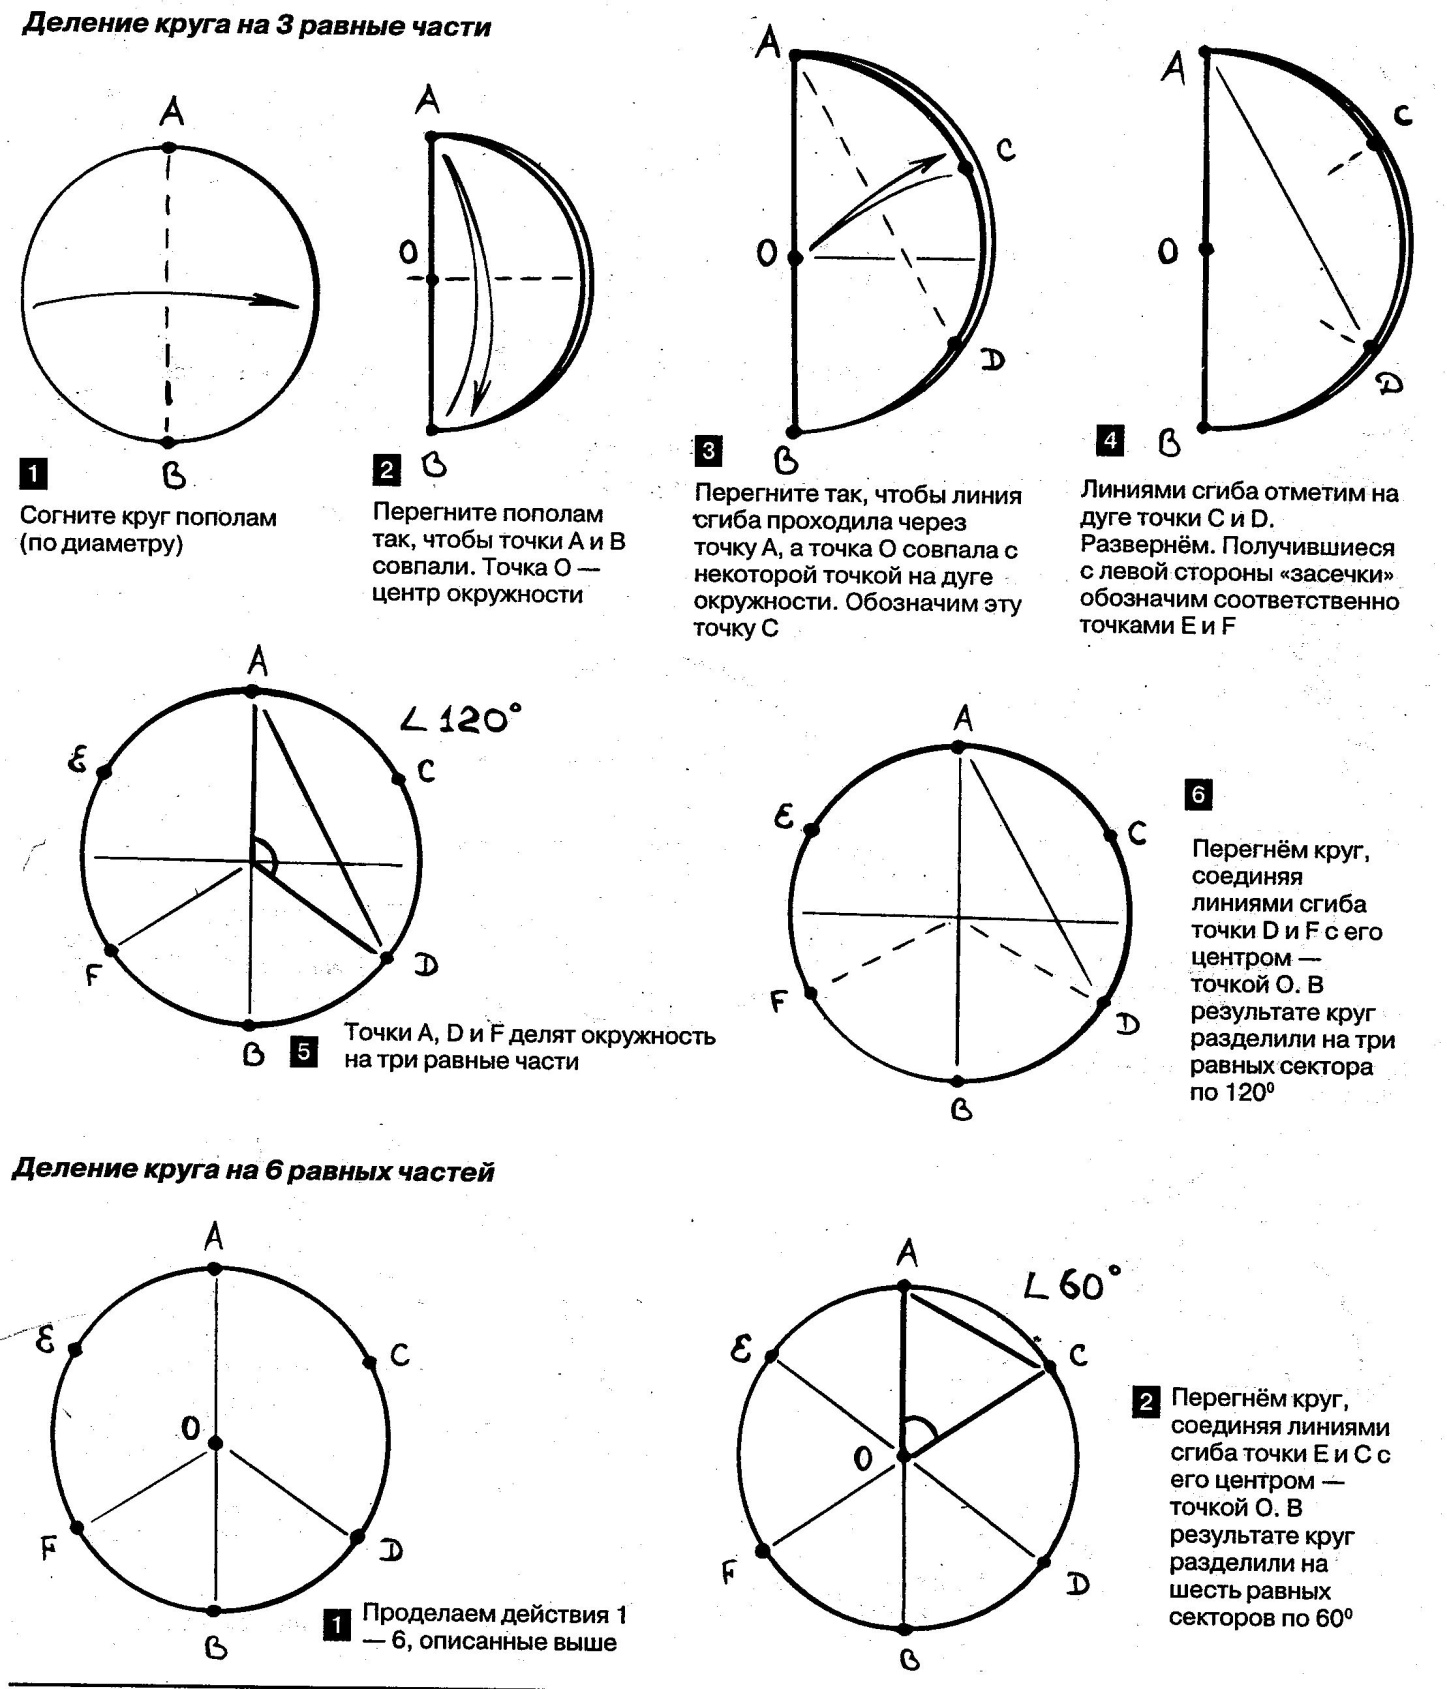 Деление круга на 3 равные части
A
B
1
Согните круг пополам
(по диаметру)
A
O
B
2
Перегните пополам
так, чтобы точки А и В
совпали. Точка О —
центр окружности
A
C
O
D
B
3
Перегните так, чтобы линия
сгиба проходила через
точку А, а точка О совпала с
некоторой точкой на дуге
окружности. Обозначим эту
точку С
A
C
O
D
B
4
Линиями сгиба отметим на
дуге точки С и D.
Развернём. Получившиеся
с левой стороны «засечки»
обозначим соответственно
точками Е и F
A
∠ 120°
E
C
F
D
B
5
Точки А, D и F делят окружность
на три равные части
A
E
C
F
D
B
6
Перегнём круг,
соединяя
линиями сгиба
точки D и F с его
центром —
точкой О. В
результате круг
разделили на три
равных сектора
по 120⁰
Деление круга на 6 равных частей
A
E
C
O
F
D
B
1
Проделаем действия 1
— 6, описанные выше
A
∠ 60°
E
C
O
F
D
B
2
Перегнём круг,
соединяя линиями
сгиба точки Е и С с
его центром —
точкой О. В
результате круг
разделили на
шесть равных
секторов по 60⁰